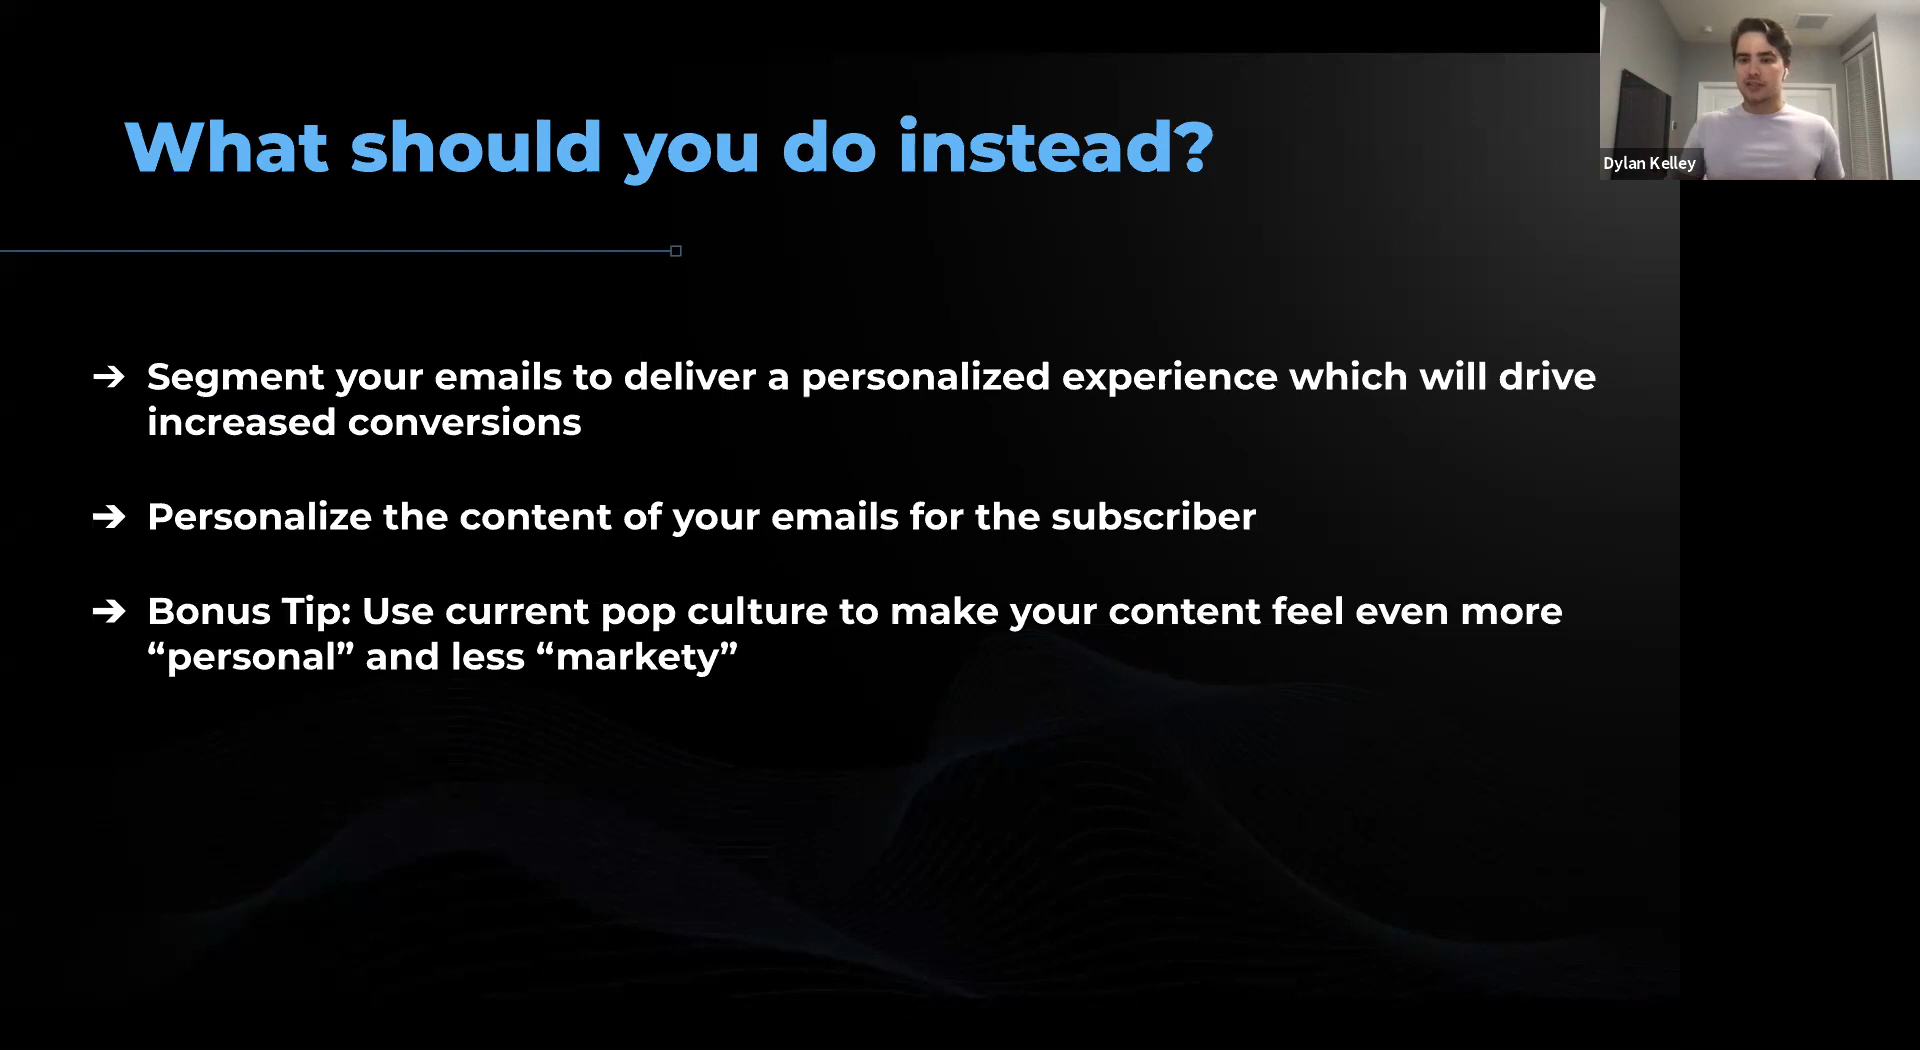 What should you do instead?
Dylan Kelley
➔ Segment your emails to deliver a personalized experience which will drive
increased conversions
➔ Personalize the content of your emails for the subscriber
➔ Bonus Tip: Use current pop culture to make your content feel even more
“personal” and less “markety”